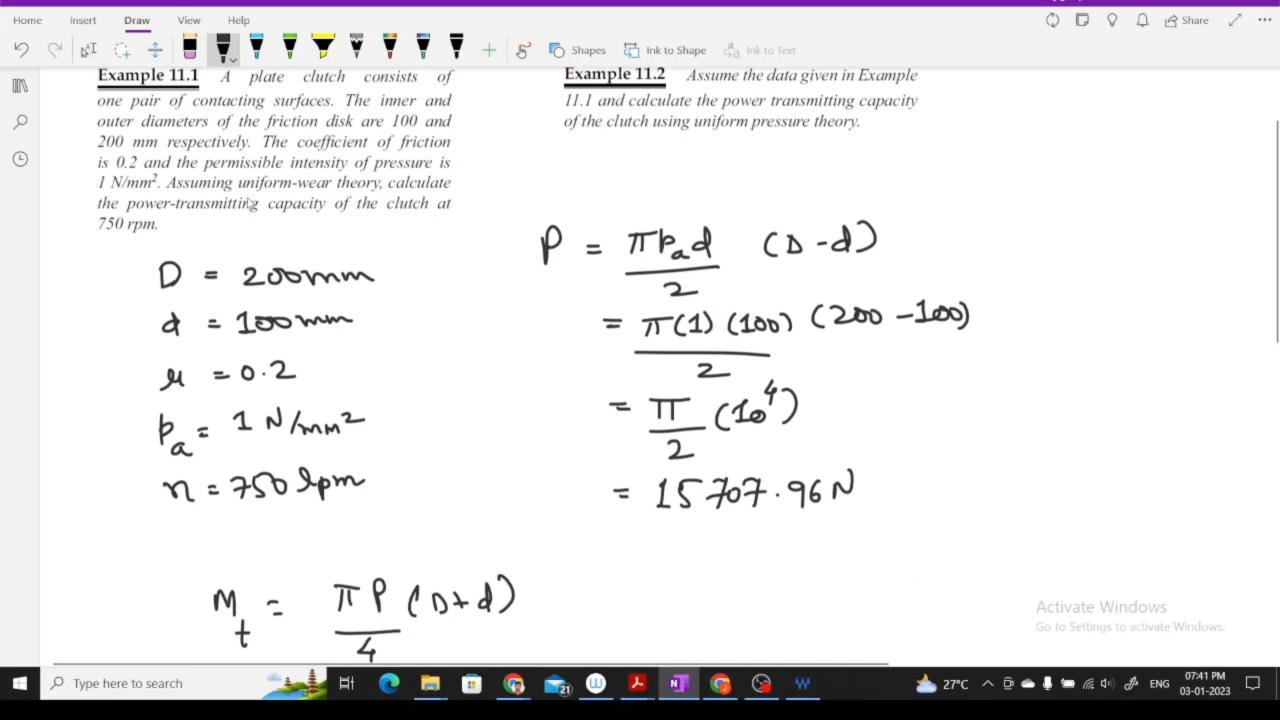 Home Insert Draw View Help
Share
Shapes Ink to Shape Ink to Text
Example 11.1 A plate clutch consists of
one pair of contacting surfaces. The inner and
outer diameters of the friction disk are 100 and
200 mm respectively. The coefficient of friction
is 0.2 and the permissible intensity of pressure is
1 N/mm². Assuming uniform-wear theory, calculate
the power-transmitting capacity of the clutch at
750 rpm.
D = 200mm
d = 100mm
μ = 0.2
pₐ = 1 N/mm²
n = 750 rpm
Example 11.2 Assume the data given in Example
11.1 and calculate the power transmitting capacity
of the clutch using uniform pressure theory.
P = πpₐd/2 (D-d)
= π(1)(100)/2 (200-100)
= π/2 (10⁴)
= 15707.96 N
Mₜ = πP/4 (D+d)
Activate Windows
Go to Settings to activate Windows.
Type here to search
21
27°C
ENG
07:41 PM
03-01-2023